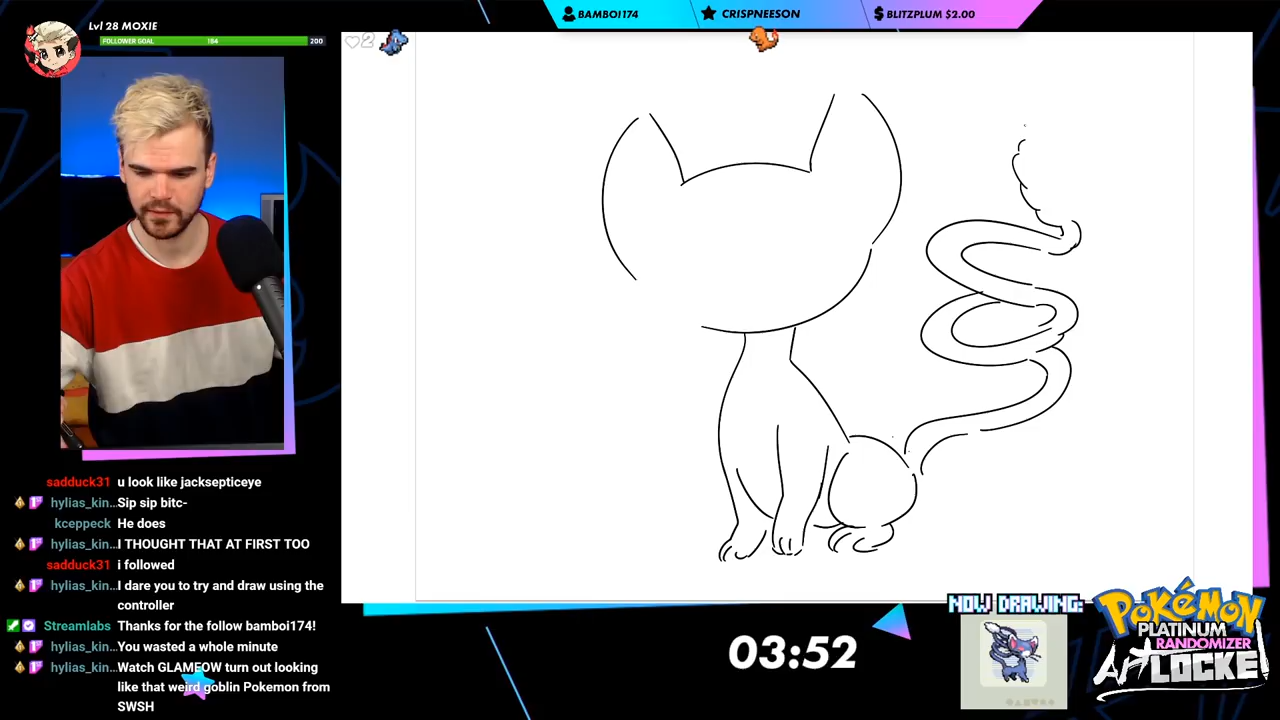 Lvl 28 MOXIE
FOLLOWER GOAL 154 200
BAMBOI174
CRISPNEESON
BLITZPLUM $2.00
2
sadduck31 u look like jacksepticeye
hylias_kin... Sip sip bitc-
kceppeck He does
hylias_kin... I THOUGHT THAT AT FIRST TOO
sadduck31 i followed
hylias_kin... I dare you to try and draw using the
controller
Streamlabs Thanks for the follow bamboi174!
hylias_kin... You wasted a whole minute
hylias_kin... Watch GLAMEOW turn out looking
like that weird goblin Pokemon from
SWSH
03:52
NOW DRAWING:
POKéMON
PLATINUM
RANDOMIZER
ARTLOCKE